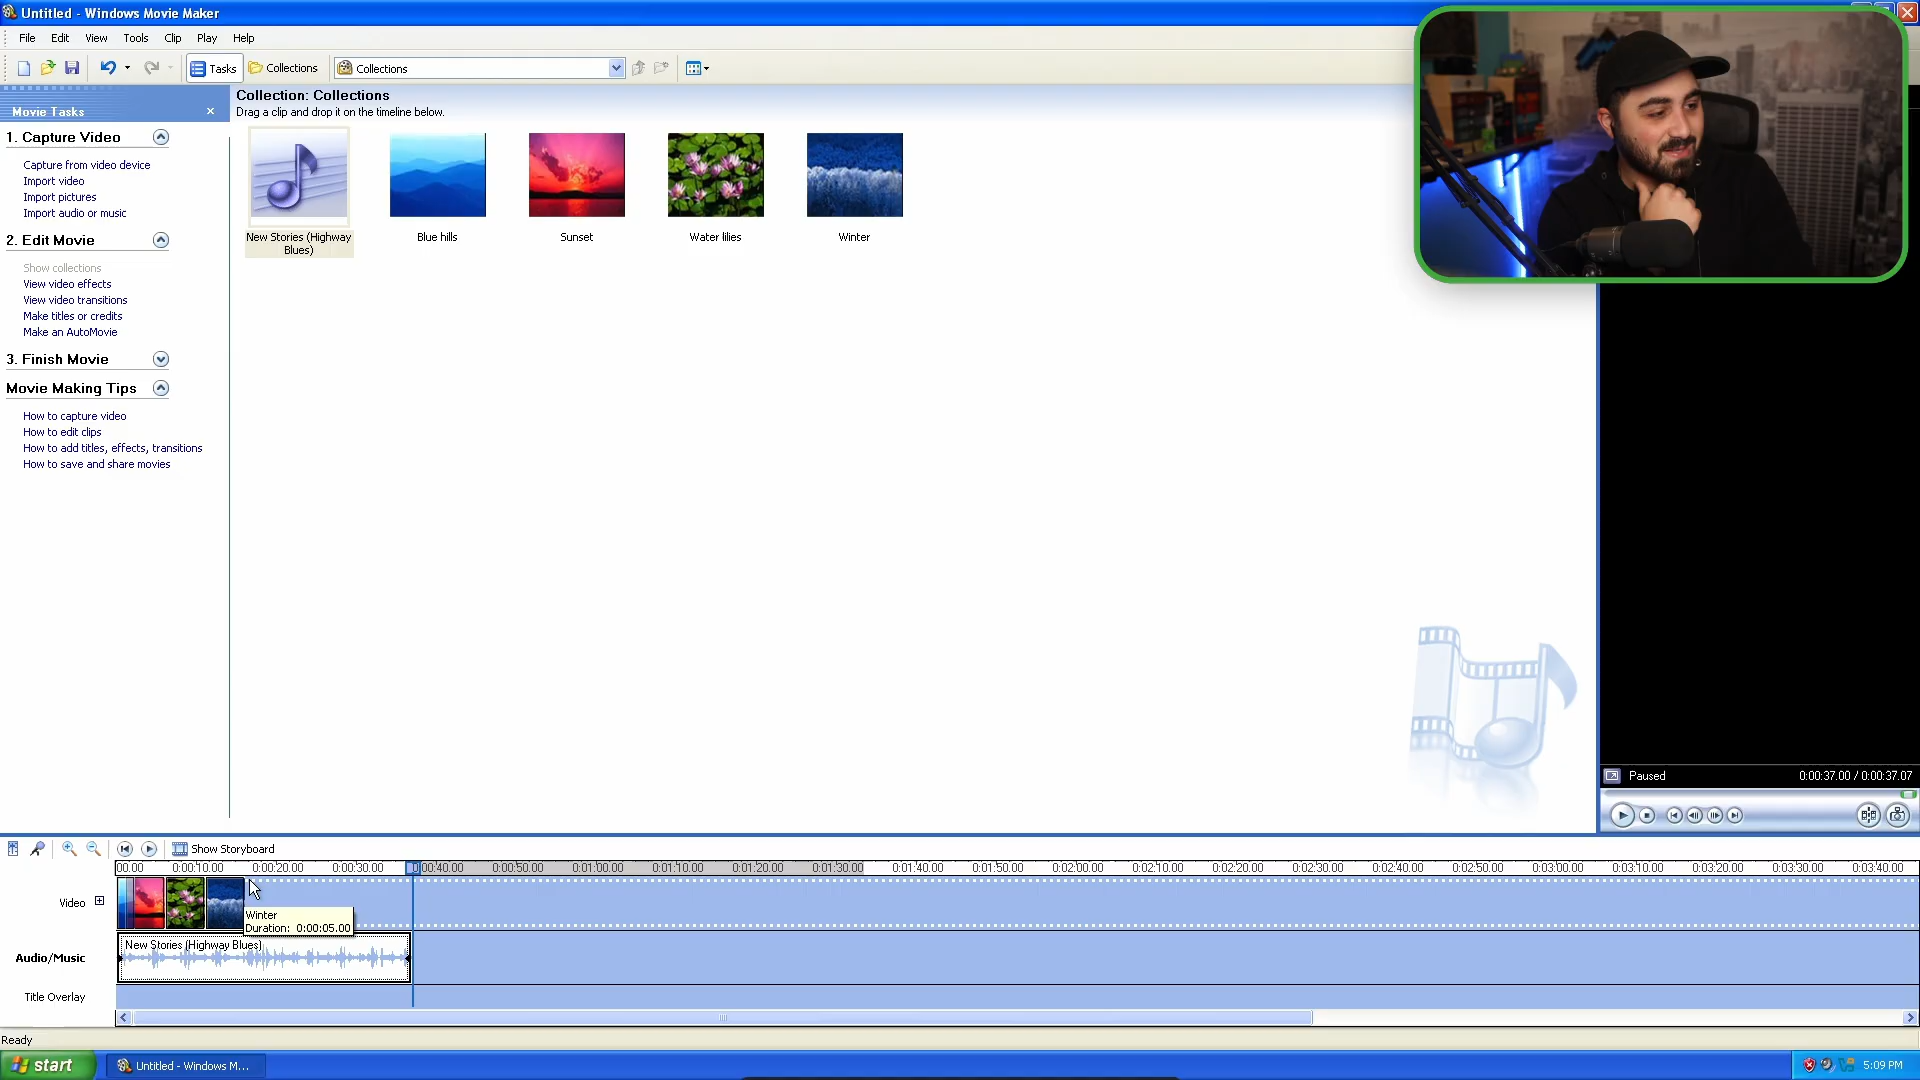 Untitled - Windows Movie Maker
File Edit View Tools Clip Play Help
Tasks Collections Collections
Movie Tasks
1. Capture Video
Capture from video device
Import video
Import pictures
Import audio or music
2. Edit Movie
Show collections
View video effects
View video transitions
Make titles or credits
Make an AutoMovie
3. Finish Movie
Movie Making Tips
How to capture video
How to edit clips
How to add titles, effects, transitions
How to save and share movies
Collection: Collections
Drag a clip and drop it on the timeline below.
New Stories (Highway
Blues)
Blue hills
Sunset
Water lilies
Winter
Paused 0:00:37.00 / 0:00:37.07
Show Storyboard
00.00 0:00:10.00 0:00:20.00 0:00:30.00 0:00:40.00 0:00:50.00 0:01:00.00 0:01:10.00 0:01:20.00 0:01:30.00 0:01:40.00 0:01:50.00 0:02:00.00 0:02:10.00 0:02:20.00 0:02:30.00 0:02:40.00 0:02:50.00 0:03:00.00 0:03:10.00 0:03:20.00 0:03:30.00 0:03:40.00
Video
Winter
Duration: 0:00:05.00
New Stories (Highway Blues)
Audio/Music
Title Overlay
Ready
start Untitled - Windows M... 5:09 PM